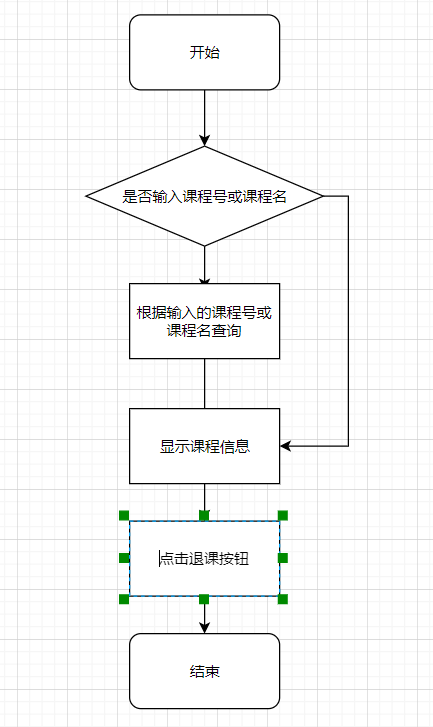 开始
是否输入课程号或课程名
根据输入的课程号或
课程名查询
显示课程信息
点击退课按钮
结束